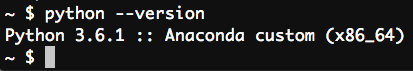 ~ $ python --version
Python 3.6.1 :: Anaconda custom (x86_64)
~ $